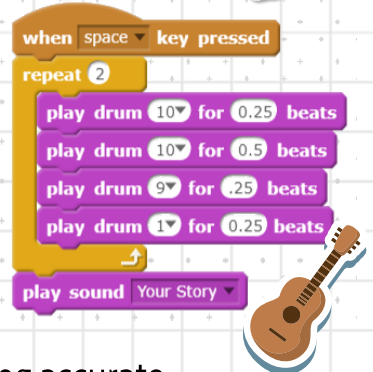 when space key pressed
repeat 2
play drum 10 for 0.25 beats
play drum 10 for 0.5 beats
play drum 9 for .25 beats
play drum 1 for 0.25 beats
play sound Your Story
accurate